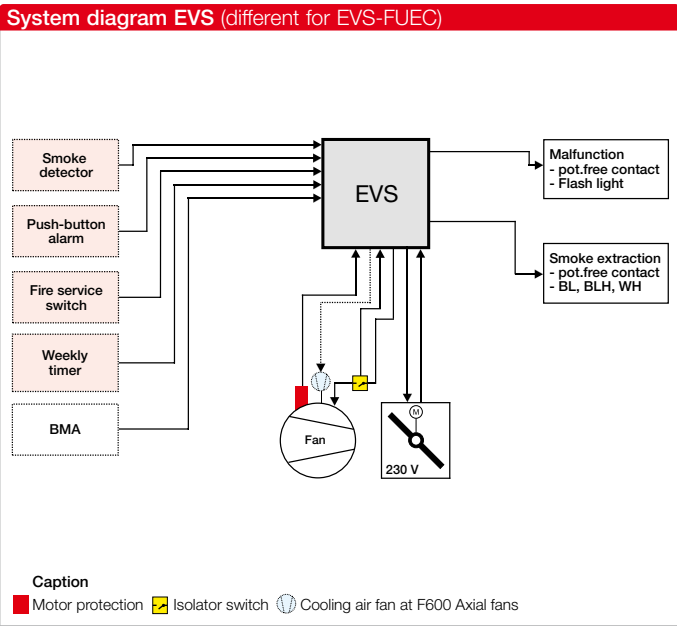 System diagram EVS (different for EVS-FUEC)
Smoke
detector
Push-button
alarm
Fire service
switch
Weekly
timer
BMA
EVS
Malfunction
- pot.free contact
- Flash light
Smoke extraction
- pot.free contact
- BL, BLH, WH
Fan
M
230 V
Caption
Motor protection
Isolator switch
Cooling air fan at F600 Axial fans